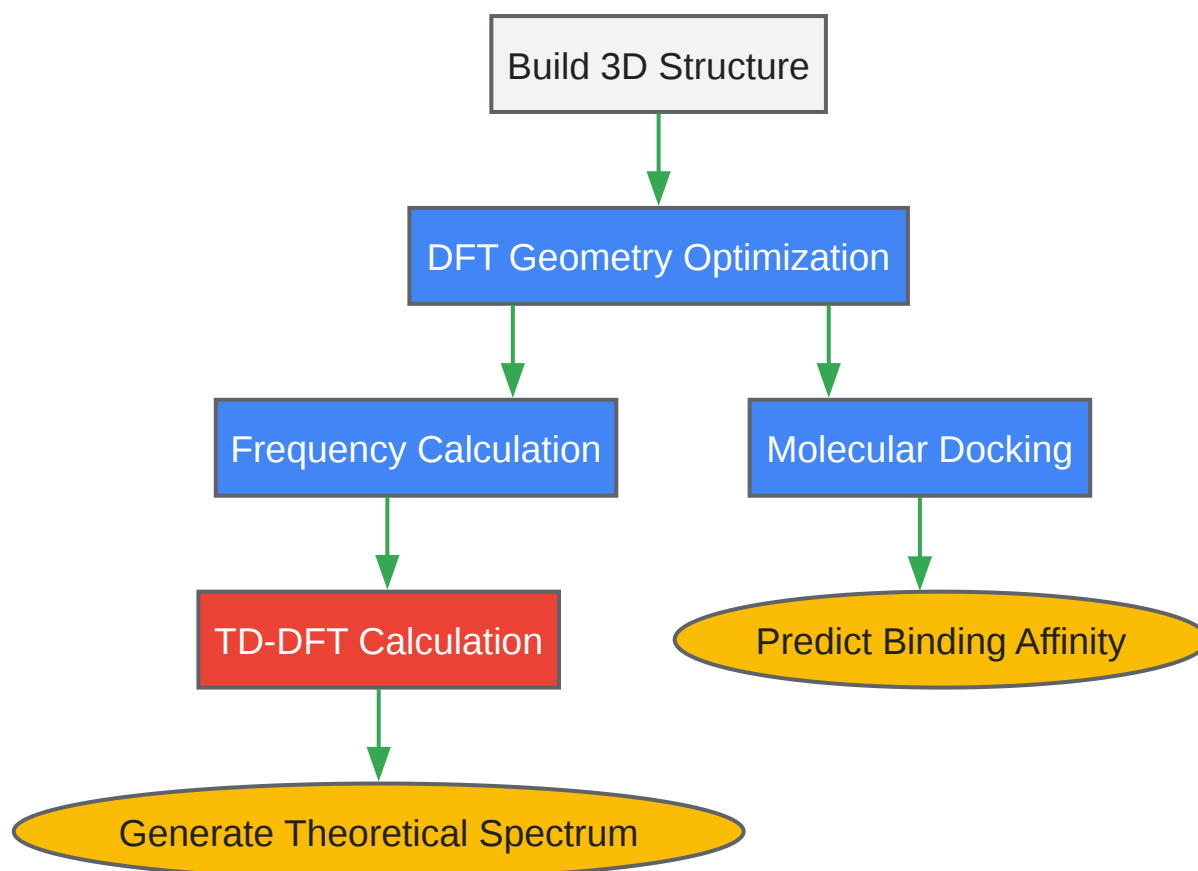 Build 3D Structure
DFT Geometry Optimization
Frequency Calculation
Molecular Docking
TD-DFT Calculation
Predict Binding Affinity
Generate Theoretical Spectrum